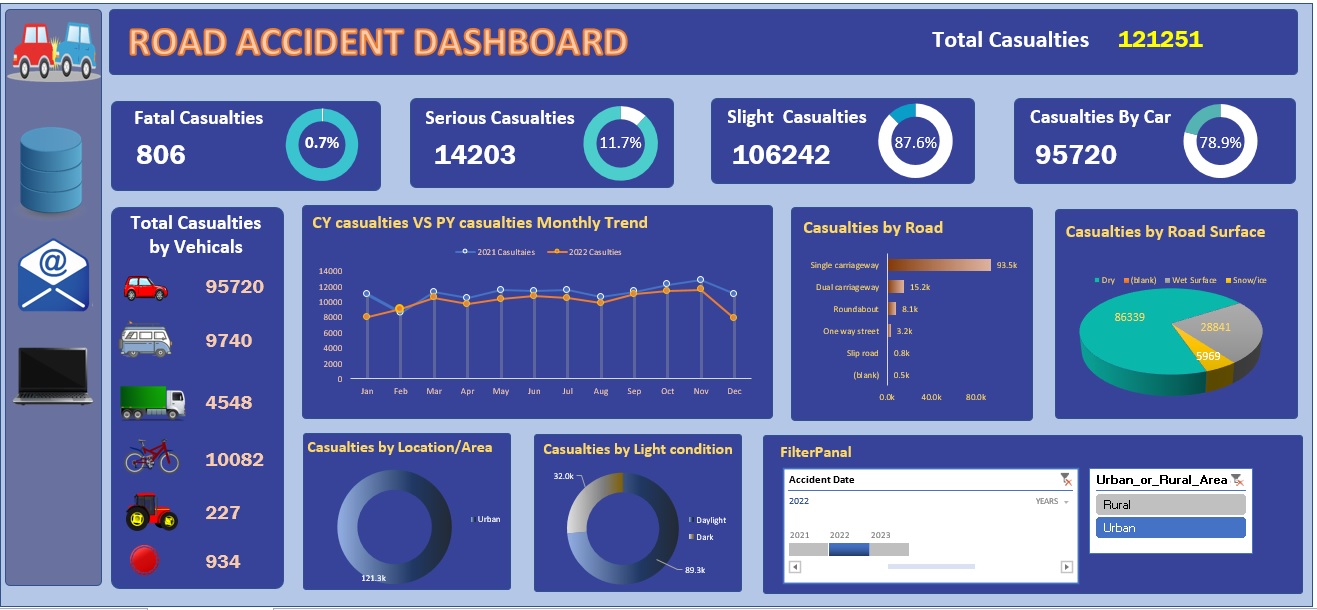 ROAD ACCIDENT DASHBOARD
Total Casualties 121251
Fatal Casualties
806
0.7%
Serious Casualties
14203
11.7%
Slight Casualties
106242
87.6%
Casualties By Car
95720
78.9%
Total Casualties
by Vehicals
95720
9740
4548
10082
227
934
CY casualties VS PY casualties Monthly Trend
2021 Casultaies 2022 Casulties
14000
12000
10000
8000
6000
4000
2000
0
Jan Feb Mar Apr May Jun Jul Aug Sep Oct Nov Dec
Casualties by Road
Single carriageway 93.5k
Dual carriageway 15.2k
Roundabout 8.1k
One way street 3.2k
Slip road 0.8k
(blank) 0.5k
0.0k 40.0k 80.0k
Casualties by Road Surface
Dry (blank) Wet Surface Snow/ice
86339
28841
5969
Casualties by Location/Area
Urban
121.3k
Casualties by Light condition
32.0k
Daylight
Dark
89.3k
FilterPanal
Accident Date
2022 YEARS
2021 2022 2023
Urban_or_Rural_Area
Rural
Urban
@